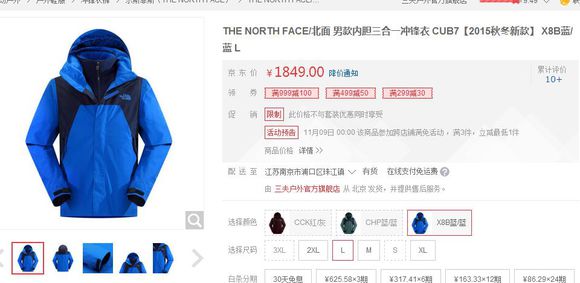 THE NORTH FACE/北面 男款内胆三合一冲锋衣 CUB7【2015秋冬新款】 X8B蓝/蓝 L
京 东 价 ￥1849.00 降价通知
累计评价
10+
领 券 满999减100 满499减50 满299减30
促 销 限制 此价格不与套装优惠同时享受
活动预告 11月09日 00:00 该商品参加跨店铺满免活动，满3件，立减最低1件
商品价格 详情 >>
配 送 至 江苏南京市浦口区珠江镇 有货 在线支付免运费
由 三夫户外官方旗舰店 从 北京 发货，并提供售后服务。
选择颜色 CCK红/灰 CHP蓝/蓝 X8B蓝/蓝
选择尺码 3XL 2XL L M S XL
白条分期 30天免息 ¥625.58×3期 ¥317.41×6期 ¥163.33×12期 ¥86.29×24期